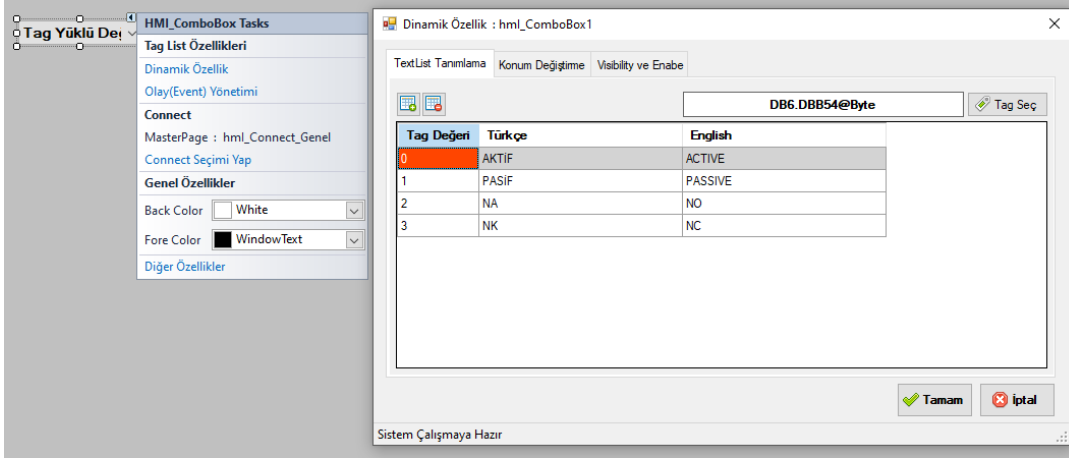 Tag Yüklü Değ
HMI_ComboBox Tasks
Tag List Özellikleri
Dinamik Özellik
Olay(Event) Yönetimi
Connect
MasterPage : hml_Connect_Genel
Connect Seçimi Yap
Genel Özellikler
Back Color White
Fore Color WindowText
Diğer Özellikler
Dinamik Özellik : hml_ComboBox1
TextList Tanımlama Konum Değiştime Visibility ve Enabe
DB6.DBB54@Byte Tag Seç
Tag Değeri Türkçe English
0 AKTİF ACTIVE
1 PASİF PASSIVE
2 NA NO
3 NK NC
Tamam İptal
Sistem Çalışmaya Hazır